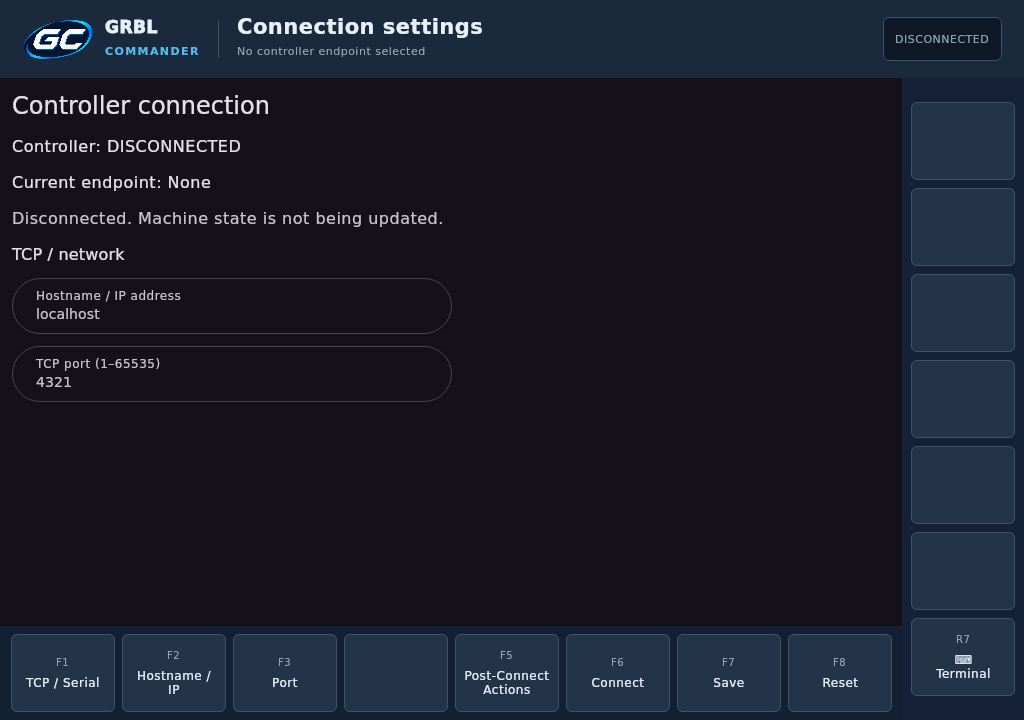 GC
GRBL
COMMANDER
Connection settings
No controller endpoint selected
DISCONNECTED
Controller connection
Controller: DISCONNECTED
Current endpoint: None
Disconnected. Machine state is not being updated.
TCP / network
Hostname / IP address
localhost
TCP port (1–65535)
4321
F1
TCP / Serial
F2
Hostname /
IP
F3
Port
F5
Post-Connect
Actions
F6
Connect
F7
Save
F8
Reset
R7
Terminal